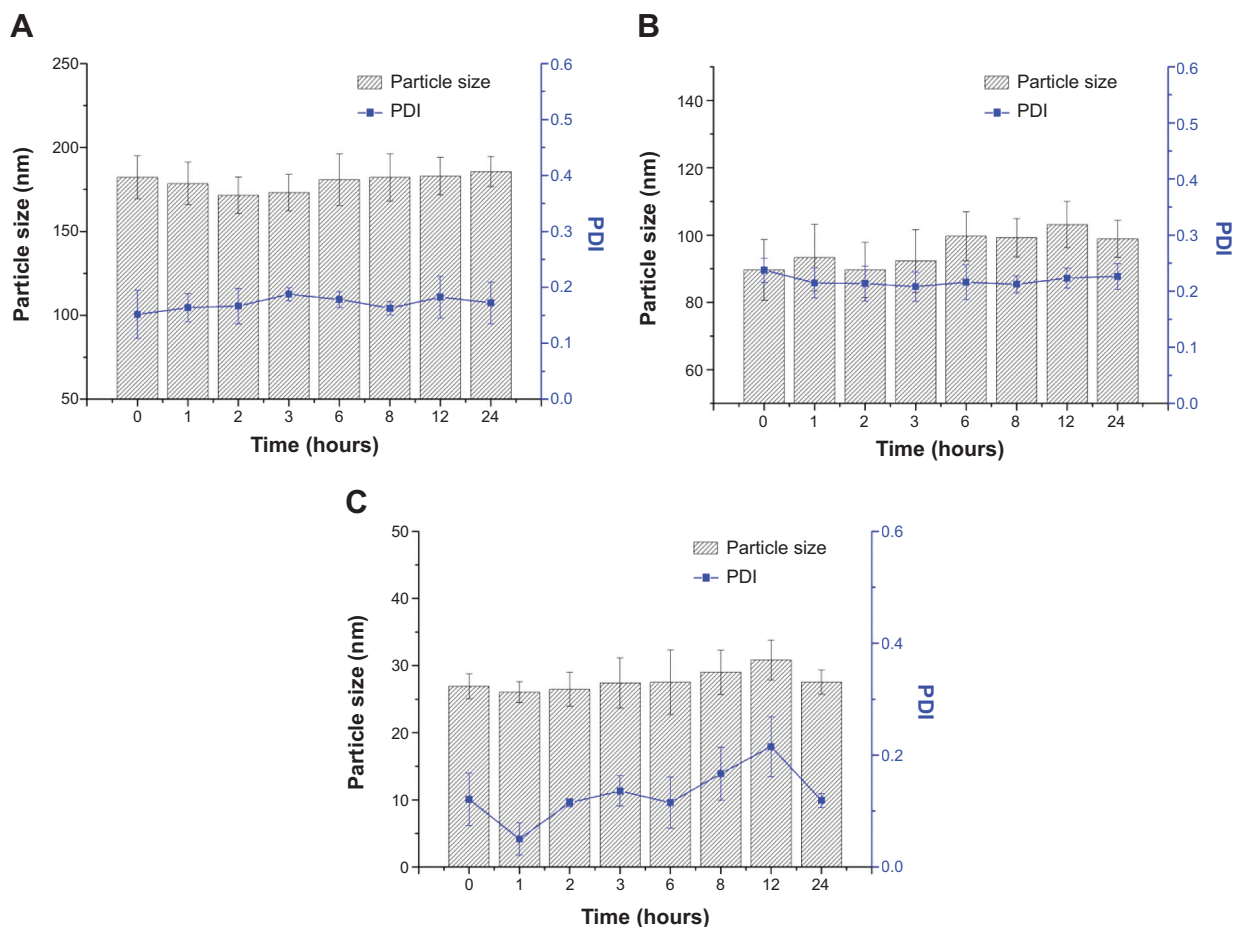 A
Particle size (nm)
250
200
150
100
50
Particle size
PDI
0.6
0.5
0.4
0.3
0.2
0.1
0.0
PDI
0 1 2 3 6 8 12 24
Time (hours)
B
Particle size (nm)
140
120
100
80
60
Particle size
PDI
0.6
0.5
0.4
0.3
0.2
0.1
0.0
PDI
0 1 2 3 6 8 12 24
Time (hours)
C
Particle size (nm)
50
40
30
20
10
0
Particle size
PDI
0.6
0.4
0.2
0.0
PDI
0 1 2 3 6 8 12 24
Time (hours)